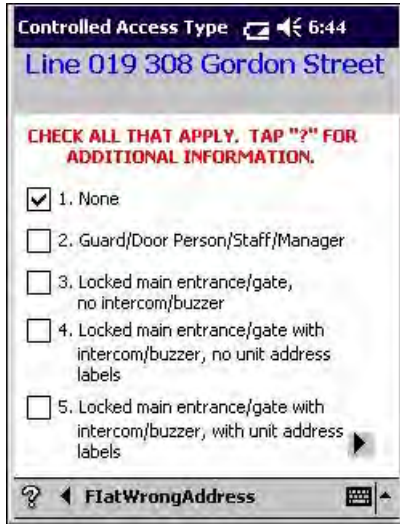 Controlled Access Type 6:44
Line 019 308 Gordon Street
CHECK ALL THAT APPLY. TAP "?" FOR
ADDITIONAL INFORMATION.
1. None
2. Guard/Door Person/Staff/Manager
3. Locked main entrance/gate,
no intercom/buzzer
4. Locked main entrance/gate with
intercom/buzzer, no unit address
labels
5. Locked main entrance/gate with
intercom/buzzer, with unit address
labels
? FIatWrongAddress